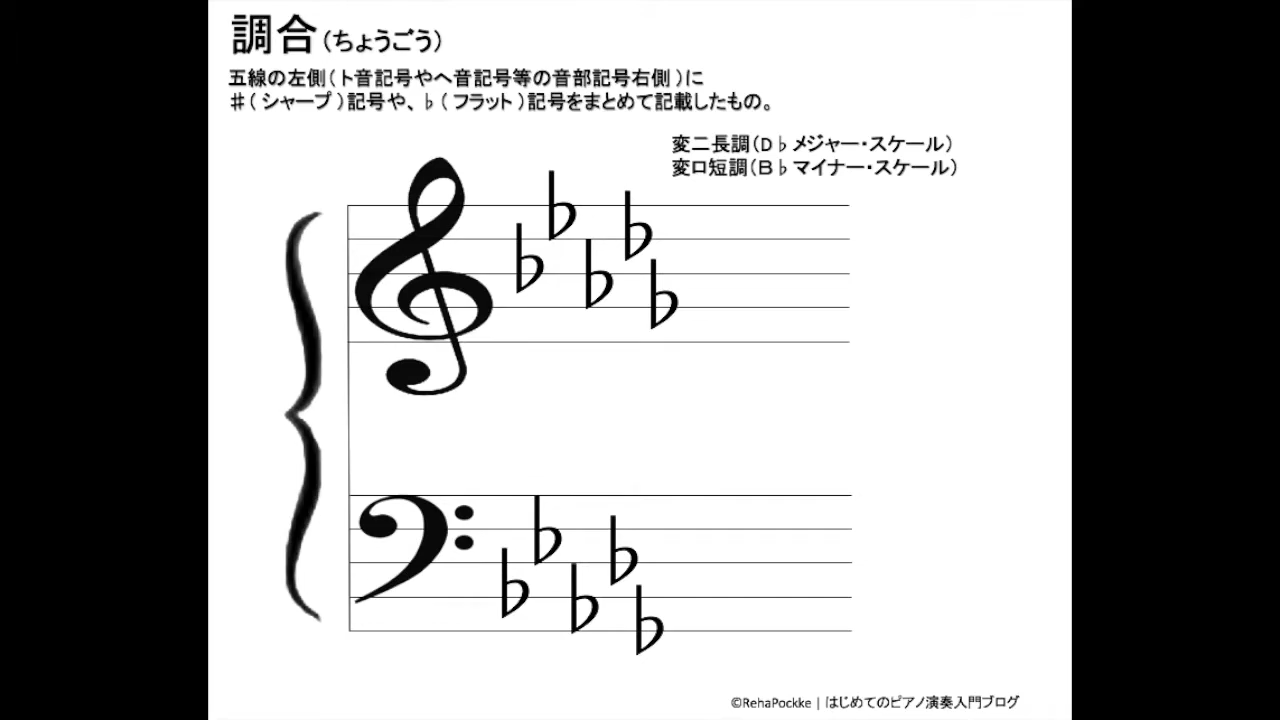 調合(ちょうごう)
五線の左側(ト音記号やヘ音記号等の音部記号右側)に
♯(シャープ)記号や、♭(フラット)記号をまとめて記載したもの。
変二長調(D♭メジャー・スケール)
変ロ短調(B♭マイナー・スケール)
©RehaPockke | はじめてのピアノ演奏入門ブログ